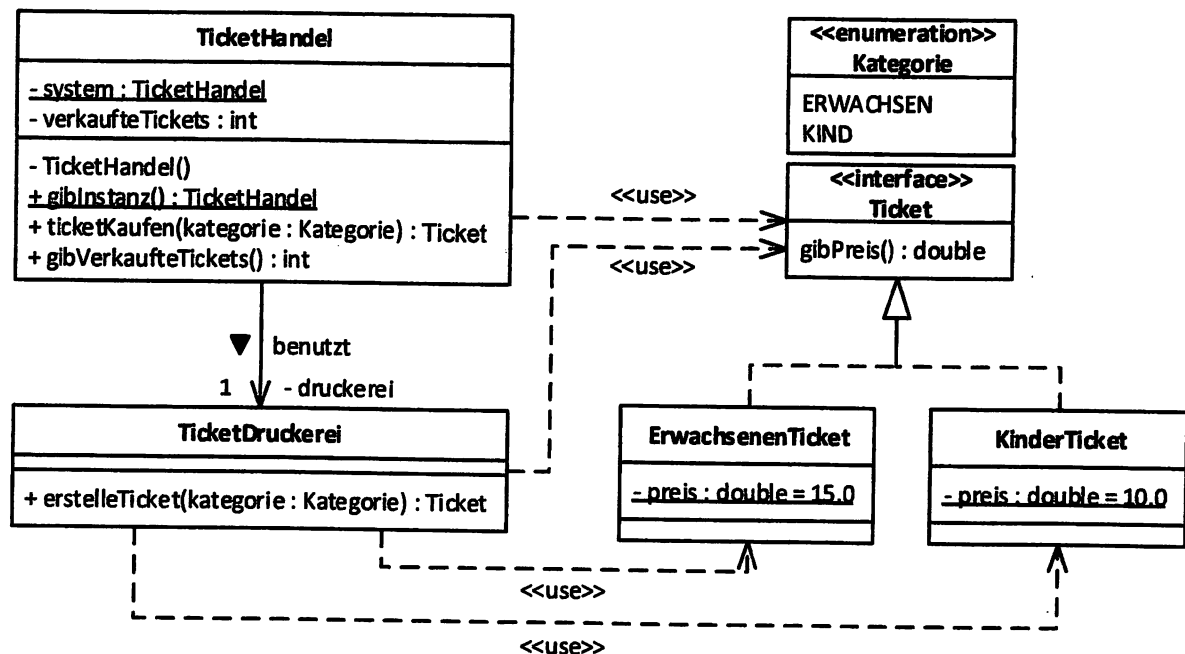 TicketHandel
- system : TicketHandel
- verkaufteTickets : int
- TicketHandel()
+ gibInstanz() : TicketHandel
+ ticketKaufen(kategorie : Kategorie) : Ticket
+ gibVerkaufteTickets() : int
<<enumeration>>
Kategorie
ERWACHSEN
KIND
<<interface>>
Ticket
gibPreis() : double
<<use>>
<<use>>
▼ benutzt
1 - druckerei
TicketDruckerei
+ erstelleTicket(kategorie : Kategorie) : Ticket
ErwachsenenTicket
- preis : double = 15.0
KinderTicket
- preis : double = 10.0
<<use>>
<<use>>